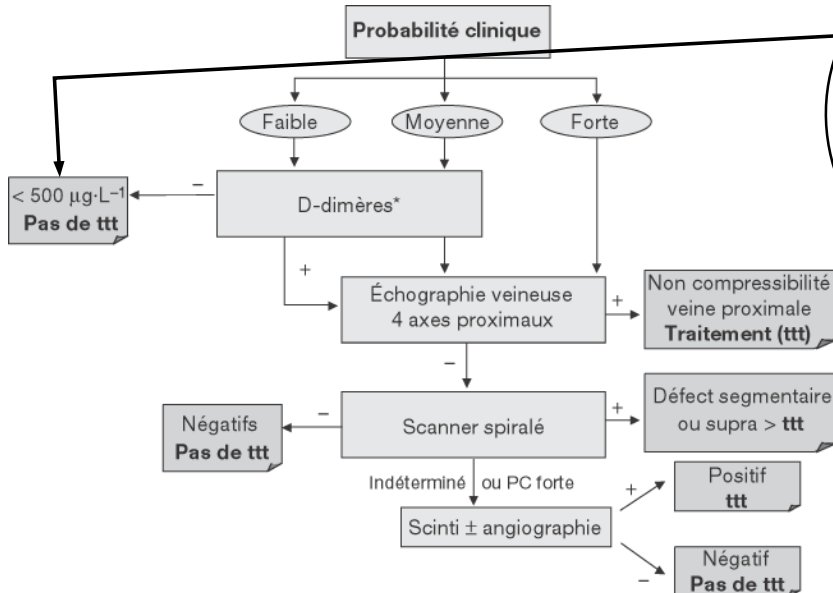 Probabilité clinique
Faible
Moyenne
Forte
< 500 µg·L⁻¹
Pas de ttt
–
D-dimères*
+
Échographie veineuse
4 axes proximaux
+
Non compressibilité
veine proximale
Traitement (ttt)
–
Négatifs
Pas de ttt
–
Scanner spiralé
+
Défect segmentaire
ou supra > ttt
Indéterminé ou PC forte
Scinti ± angiographie
+
Positif
ttt
–
Négatif
Pas de ttt